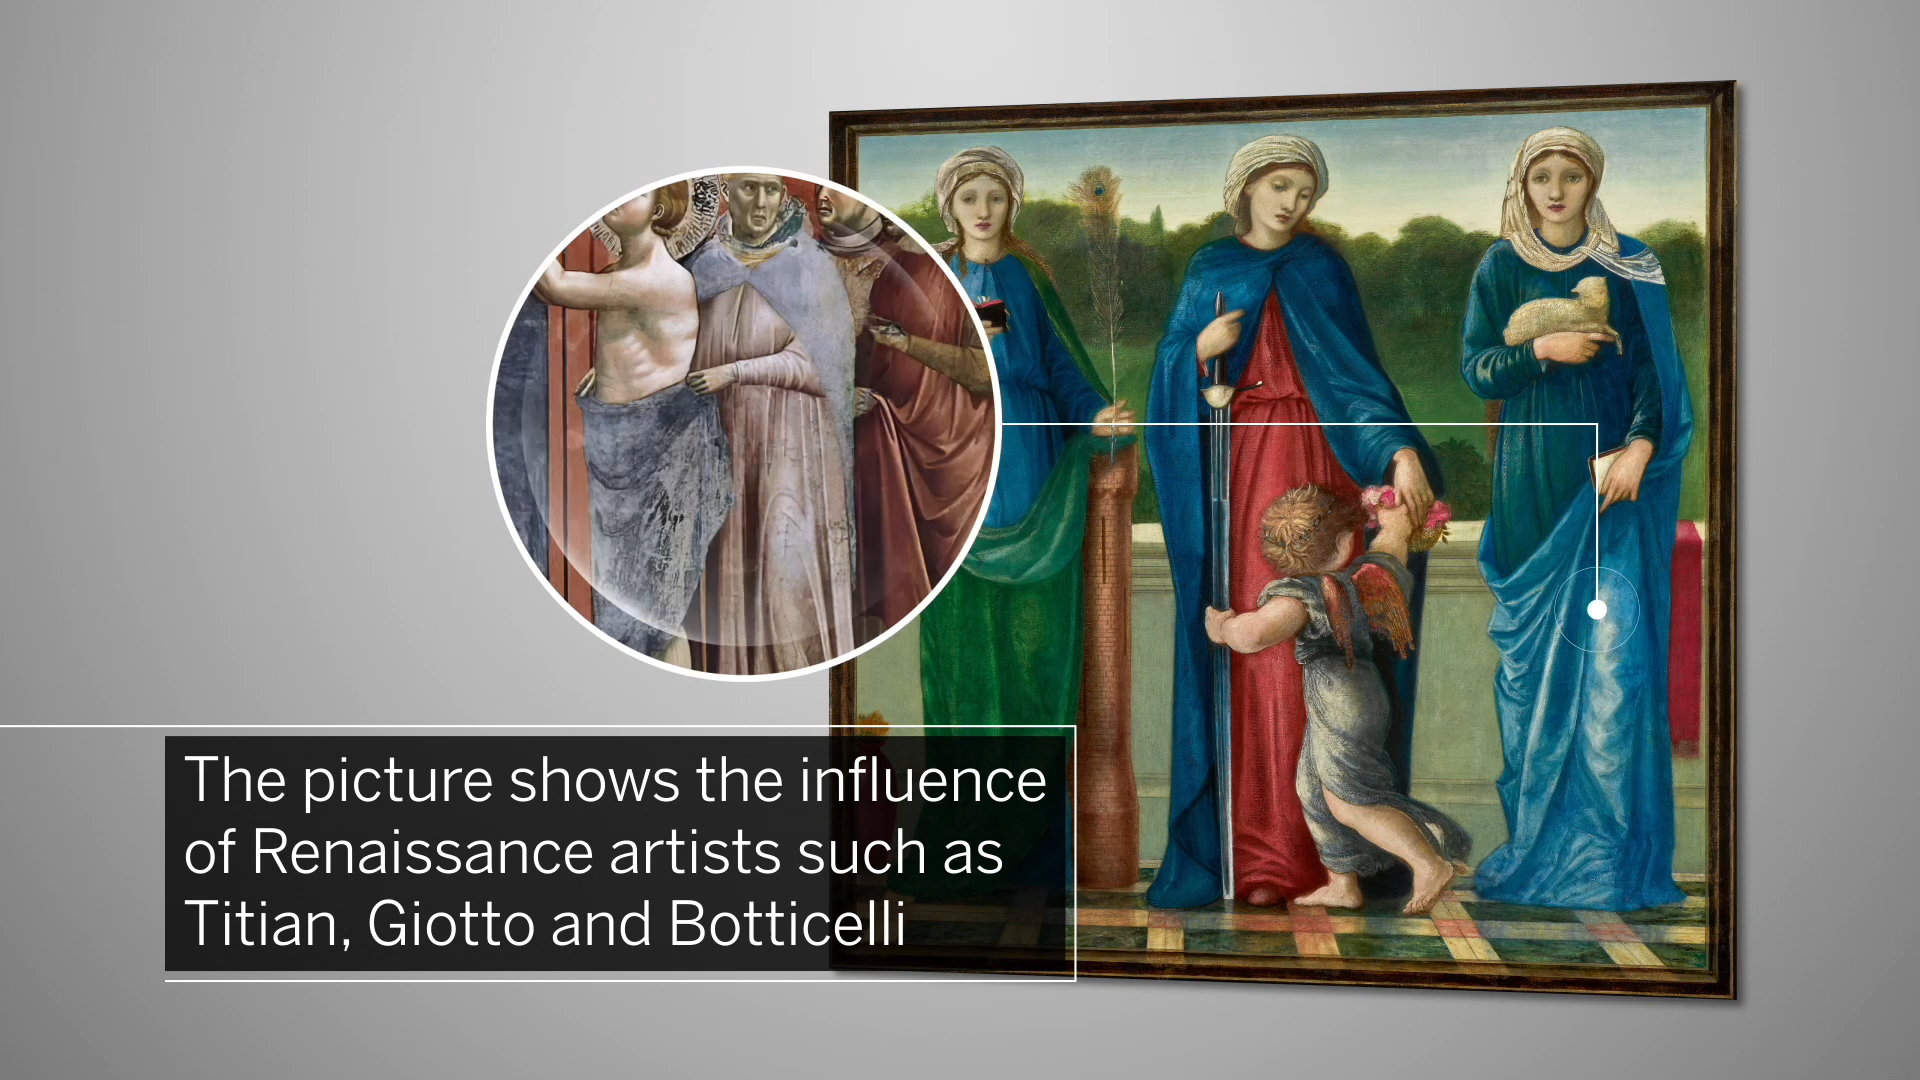 The picture shows the influence
of Renaissance artists such as
Titian, Giotto and Botticelli